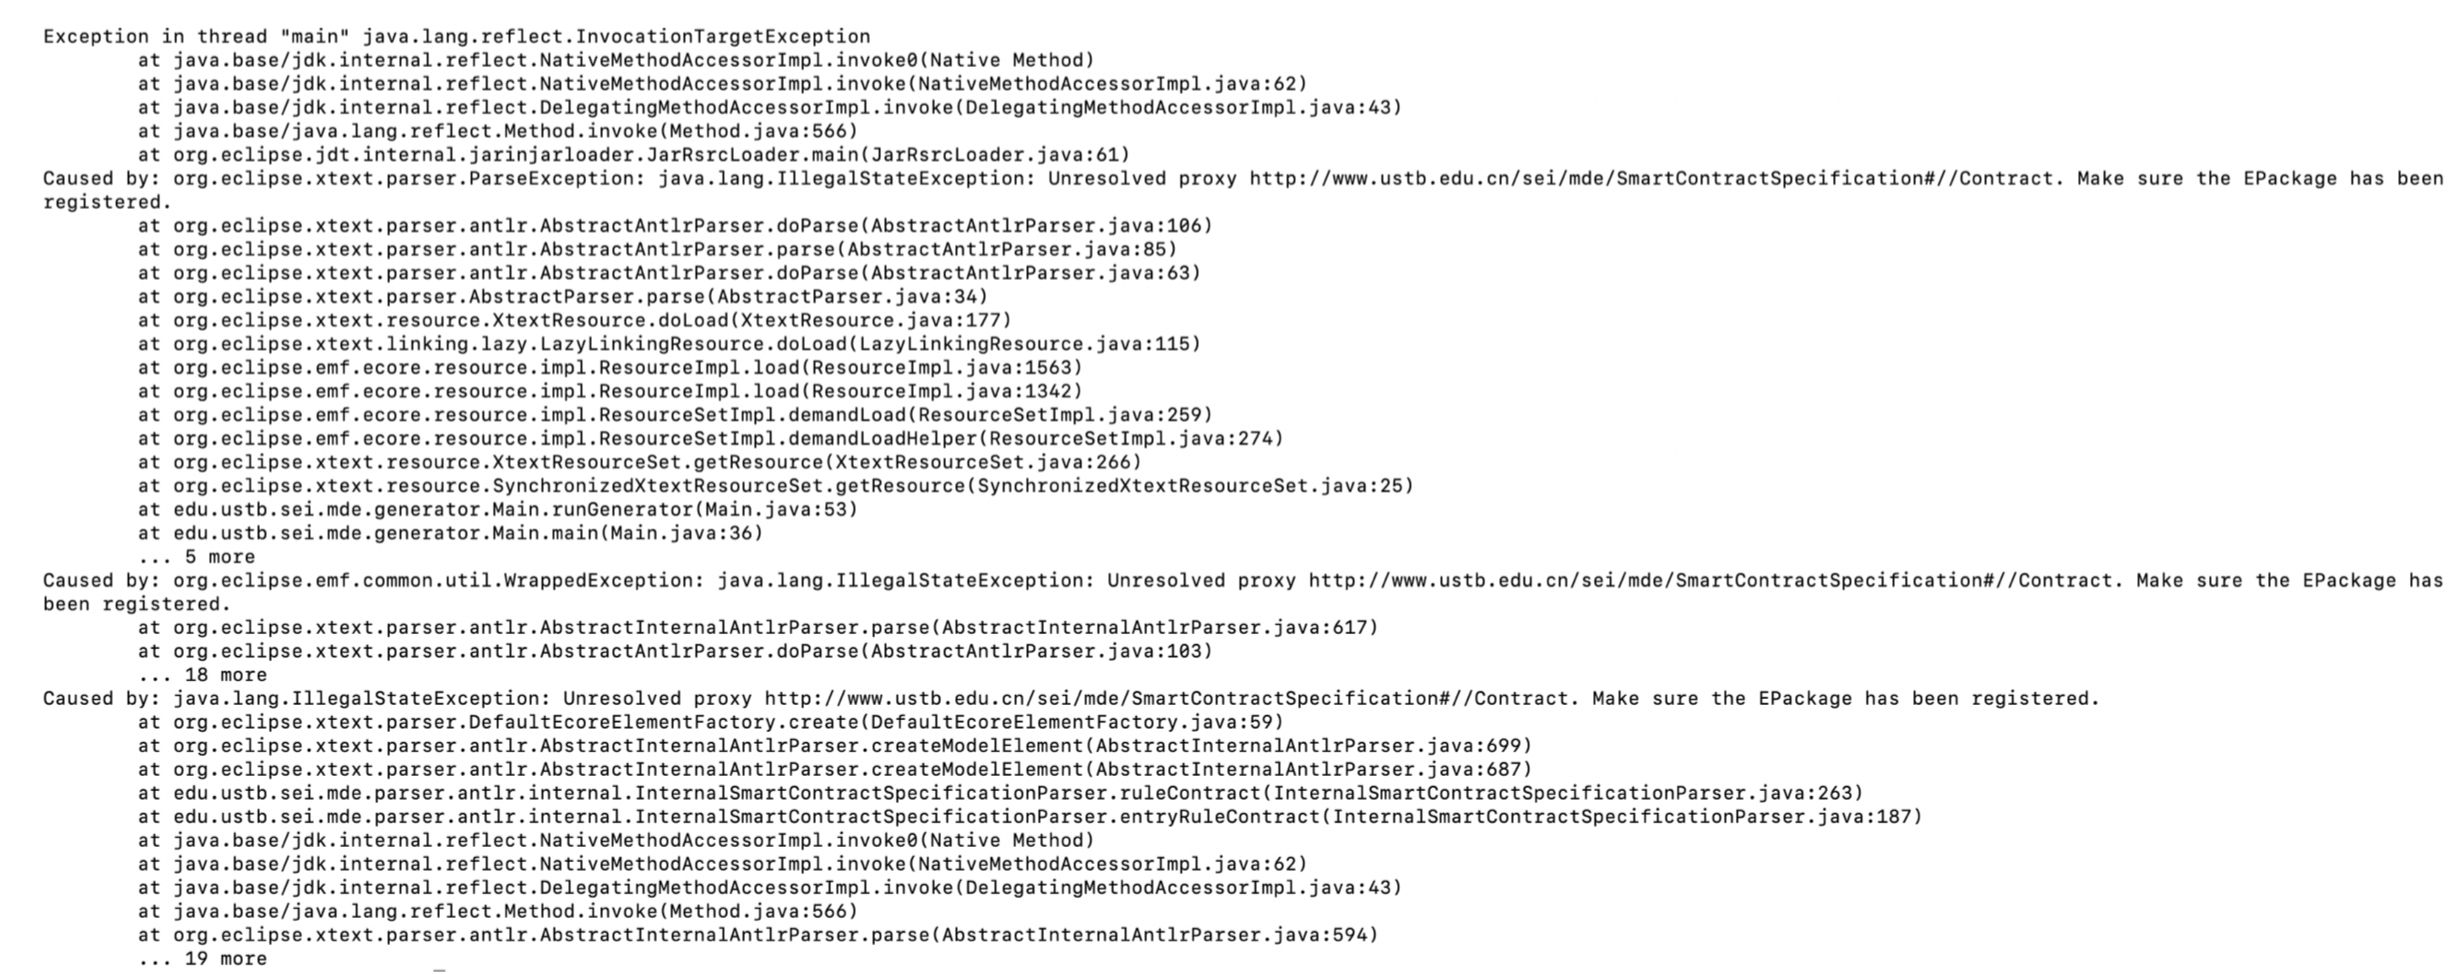 Exception in thread "main" java.lang.reflect.InvocationTargetException
at java.base/jdk.internal.reflect.NativeMethodAccessorImpl.invoke0(Native Method)
at java.base/jdk.internal.reflect.NativeMethodAccessorImpl.invoke(NativeMethodAccessorImpl.java:62)
at java.base/jdk.internal.reflect.DelegatingMethodAccessorImpl.invoke(DelegatingMethodAccessorImpl.java:43)
at java.base/java.lang.reflect.Method.invoke(Method.java:566)
at org.eclipse.jdt.internal.jarinjarloader.JarRsrcLoader.main(JarRsrcLoader.java:61)
Caused by: org.eclipse.xtext.parser.ParseException: java.lang.IllegalStateException: Unresolved proxy http://www.ustb.edu.cn/sei/mde/SmartContractSpecification#//Contract. Make sure the EPackage has been
registered.
at org.eclipse.xtext.parser.antlr.AbstractAntlrParser.doParse(AbstractAntlrParser.java:106)
at org.eclipse.xtext.parser.antlr.AbstractAntlrParser.parse(AbstractAntlrParser.java:85)
at org.eclipse.xtext.parser.antlr.AbstractAntlrParser.doParse(AbstractAntlrParser.java:63)
at org.eclipse.xtext.parser.AbstractParser.parse(AbstractParser.java:34)
at org.eclipse.xtext.resource.XtextResource.doLoad(XtextResource.java:177)
at org.eclipse.xtext.linking.lazy.LazyLinkingResource.doLoad(LazyLinkingResource.java:115)
at org.eclipse.emf.ecore.resource.impl.ResourceImpl.load(ResourceImpl.java:1563)
at org.eclipse.emf.ecore.resource.impl.ResourceImpl.load(ResourceImpl.java:1342)
at org.eclipse.emf.ecore.resource.impl.ResourceSetImpl.demandLoad(ResourceSetImpl.java:259)
at org.eclipse.emf.ecore.resource.impl.ResourceSetImpl.demandLoadHelper(ResourceSetImpl.java:274)
at org.eclipse.xtext.resource.XtextResourceSet.getResource(XtextResourceSet.java:266)
at org.eclipse.xtext.resource.SynchronizedXtextResourceSet.getResource(SynchronizedXtextResourceSet.java:25)
at edu.ustb.sei.mde.generator.Main.runGenerator(Main.java:53)
at edu.ustb.sei.mde.generator.Main.main(Main.java:36)
... 5 more
Caused by: org.eclipse.emf.common.util.WrappedException: java.lang.IllegalStateException: Unresolved proxy http://www.ustb.edu.cn/sei/mde/SmartContractSpecification#//Contract. Make sure the EPackage has
been registered.
at org.eclipse.xtext.parser.antlr.AbstractInternalAntlrParser.parse(AbstractInternalAntlrParser.java:617)
at org.eclipse.xtext.parser.antlr.AbstractAntlrParser.doParse(AbstractAntlrParser.java:103)
... 18 more
Caused by: java.lang.IllegalStateException: Unresolved proxy http://www.ustb.edu.cn/sei/mde/SmartContractSpecification#//Contract. Make sure the EPackage has been registered.
at org.eclipse.xtext.parser.DefaultEcoreElementFactory.create(DefaultEcoreElementFactory.java:59)
at org.eclipse.xtext.parser.antlr.AbstractInternalAntlrParser.createModelElement(AbstractInternalAntlrParser.java:699)
at org.eclipse.xtext.parser.antlr.AbstractInternalAntlrParser.createModelElement(AbstractInternalAntlrParser.java:687)
at edu.ustb.sei.mde.parser.antlr.internal.InternalSmartContractSpecificationParser.ruleContract(InternalSmartContractSpecificationParser.java:263)
at edu.ustb.sei.mde.parser.antlr.internal.InternalSmartContractSpecificationParser.entryRuleContract(InternalSmartContractSpecificationParser.java:187)
at java.base/jdk.internal.reflect.NativeMethodAccessorImpl.invoke0(Native Method)
at java.base/jdk.internal.reflect.NativeMethodAccessorImpl.invoke(NativeMethodAccessorImpl.java:62)
at java.base/jdk.internal.reflect.DelegatingMethodAccessorImpl.invoke(DelegatingMethodAccessorImpl.java:43)
at java.base/java.lang.reflect.Method.invoke(Method.java:566)
at org.eclipse.xtext.parser.antlr.AbstractInternalAntlrParser.parse(AbstractInternalAntlrParser.java:594)
... 19 more